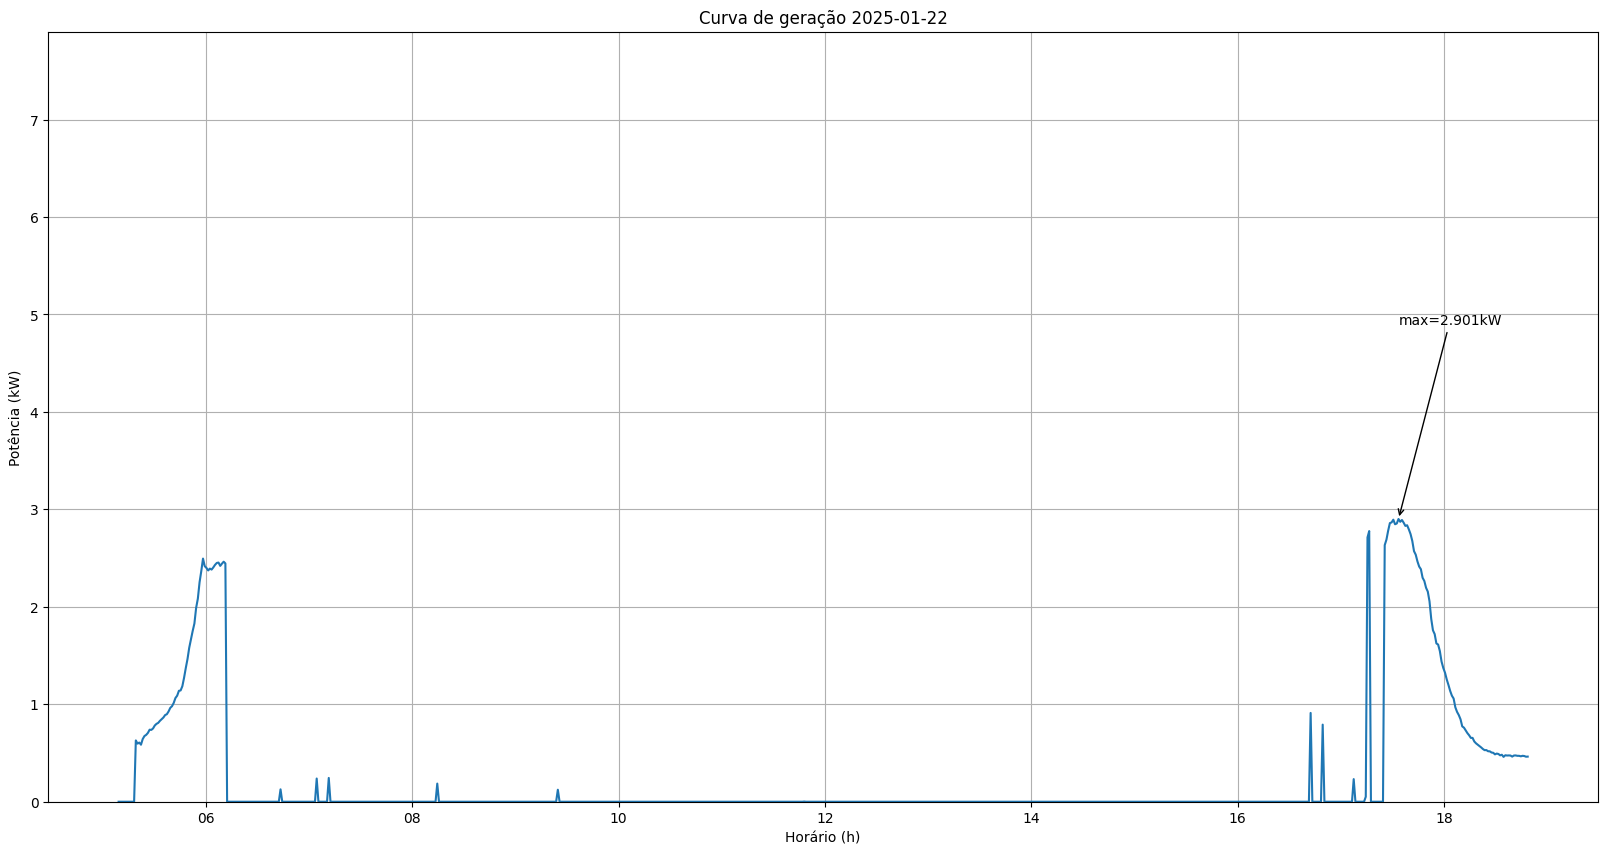 Curva de geração 2025-01-22
Potência (kW)
7
6
5
4
3
2
1
0
max=2.901kW
06 08 10 12 14 16 18
Horário (h)